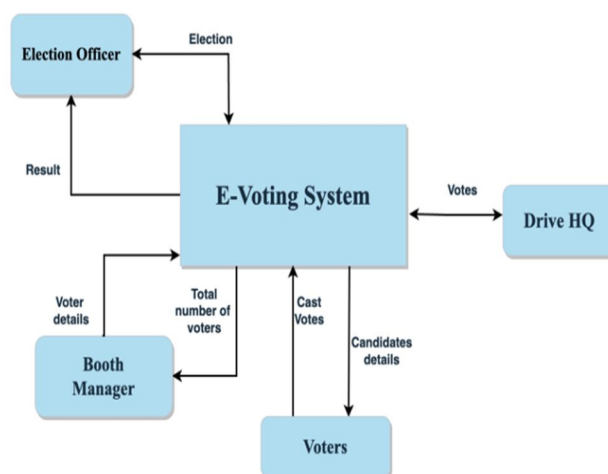 Election
Election Officer
Result
E-Voting System
Votes
Drive HQ
Voter
details
Total
number of
voters
Cast
Votes
Candidates
details
Booth
Manager
Voters